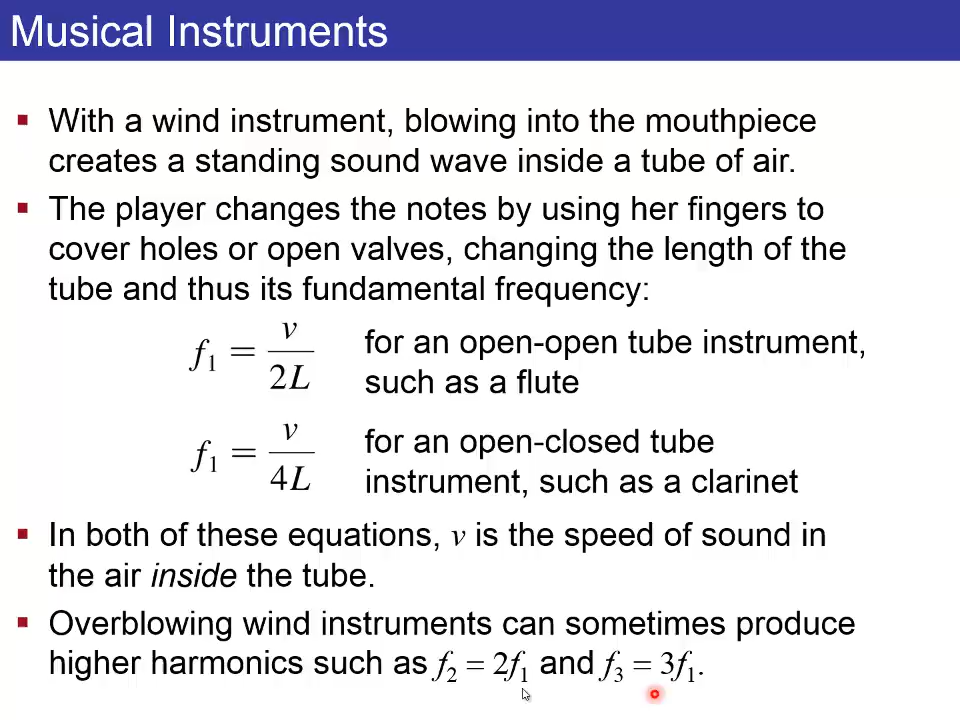 Musical Instruments
▪ With a wind instrument, blowing into the mouthpiece
creates a standing sound wave inside a tube of air.
▪ The player changes the notes by using her fingers to
cover holes or open valves, changing the length of the
tube and thus its fundamental frequency:
f₁ = v/2L for an open-open tube instrument,
such as a flute
f₁ = v/4L for an open-closed tube
instrument, such as a clarinet
▪ In both of these equations, v is the speed of sound in
the air inside the tube.
▪ Overblowing wind instruments can sometimes produce
higher harmonics such as f₂ = 2f₁ and f₃ = 3f₁.